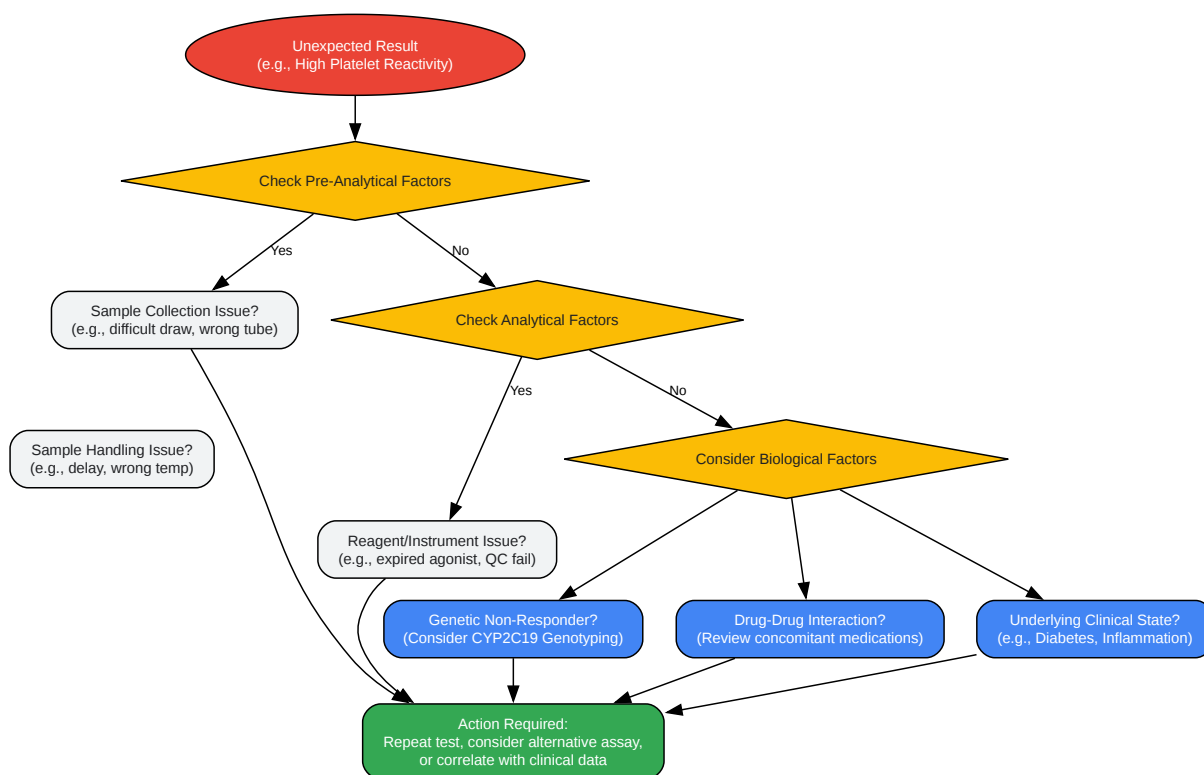 Unexpected Result
(e.g., High Platelet Reactivity)
Check Pre-Analytical Factors
Yes
No
Sample Collection Issue?
(e.g., difficult draw, wrong tube)
Check Analytical Factors
Yes
No
Sample Handling Issue?
(e.g., delay, wrong temp)
Consider Biological Factors
Reagent/Instrument Issue?
(e.g., expired agonist, QC fail)
Genetic Non-Responder?
(Consider CYP2C19 Genotyping)
Drug-Drug Interaction?
(Review concomitant medications)
Underlying Clinical State?
(e.g., Diabetes, Inflammation)
Action Required:
Repeat test, consider alternative assay,
or correlate with clinical data